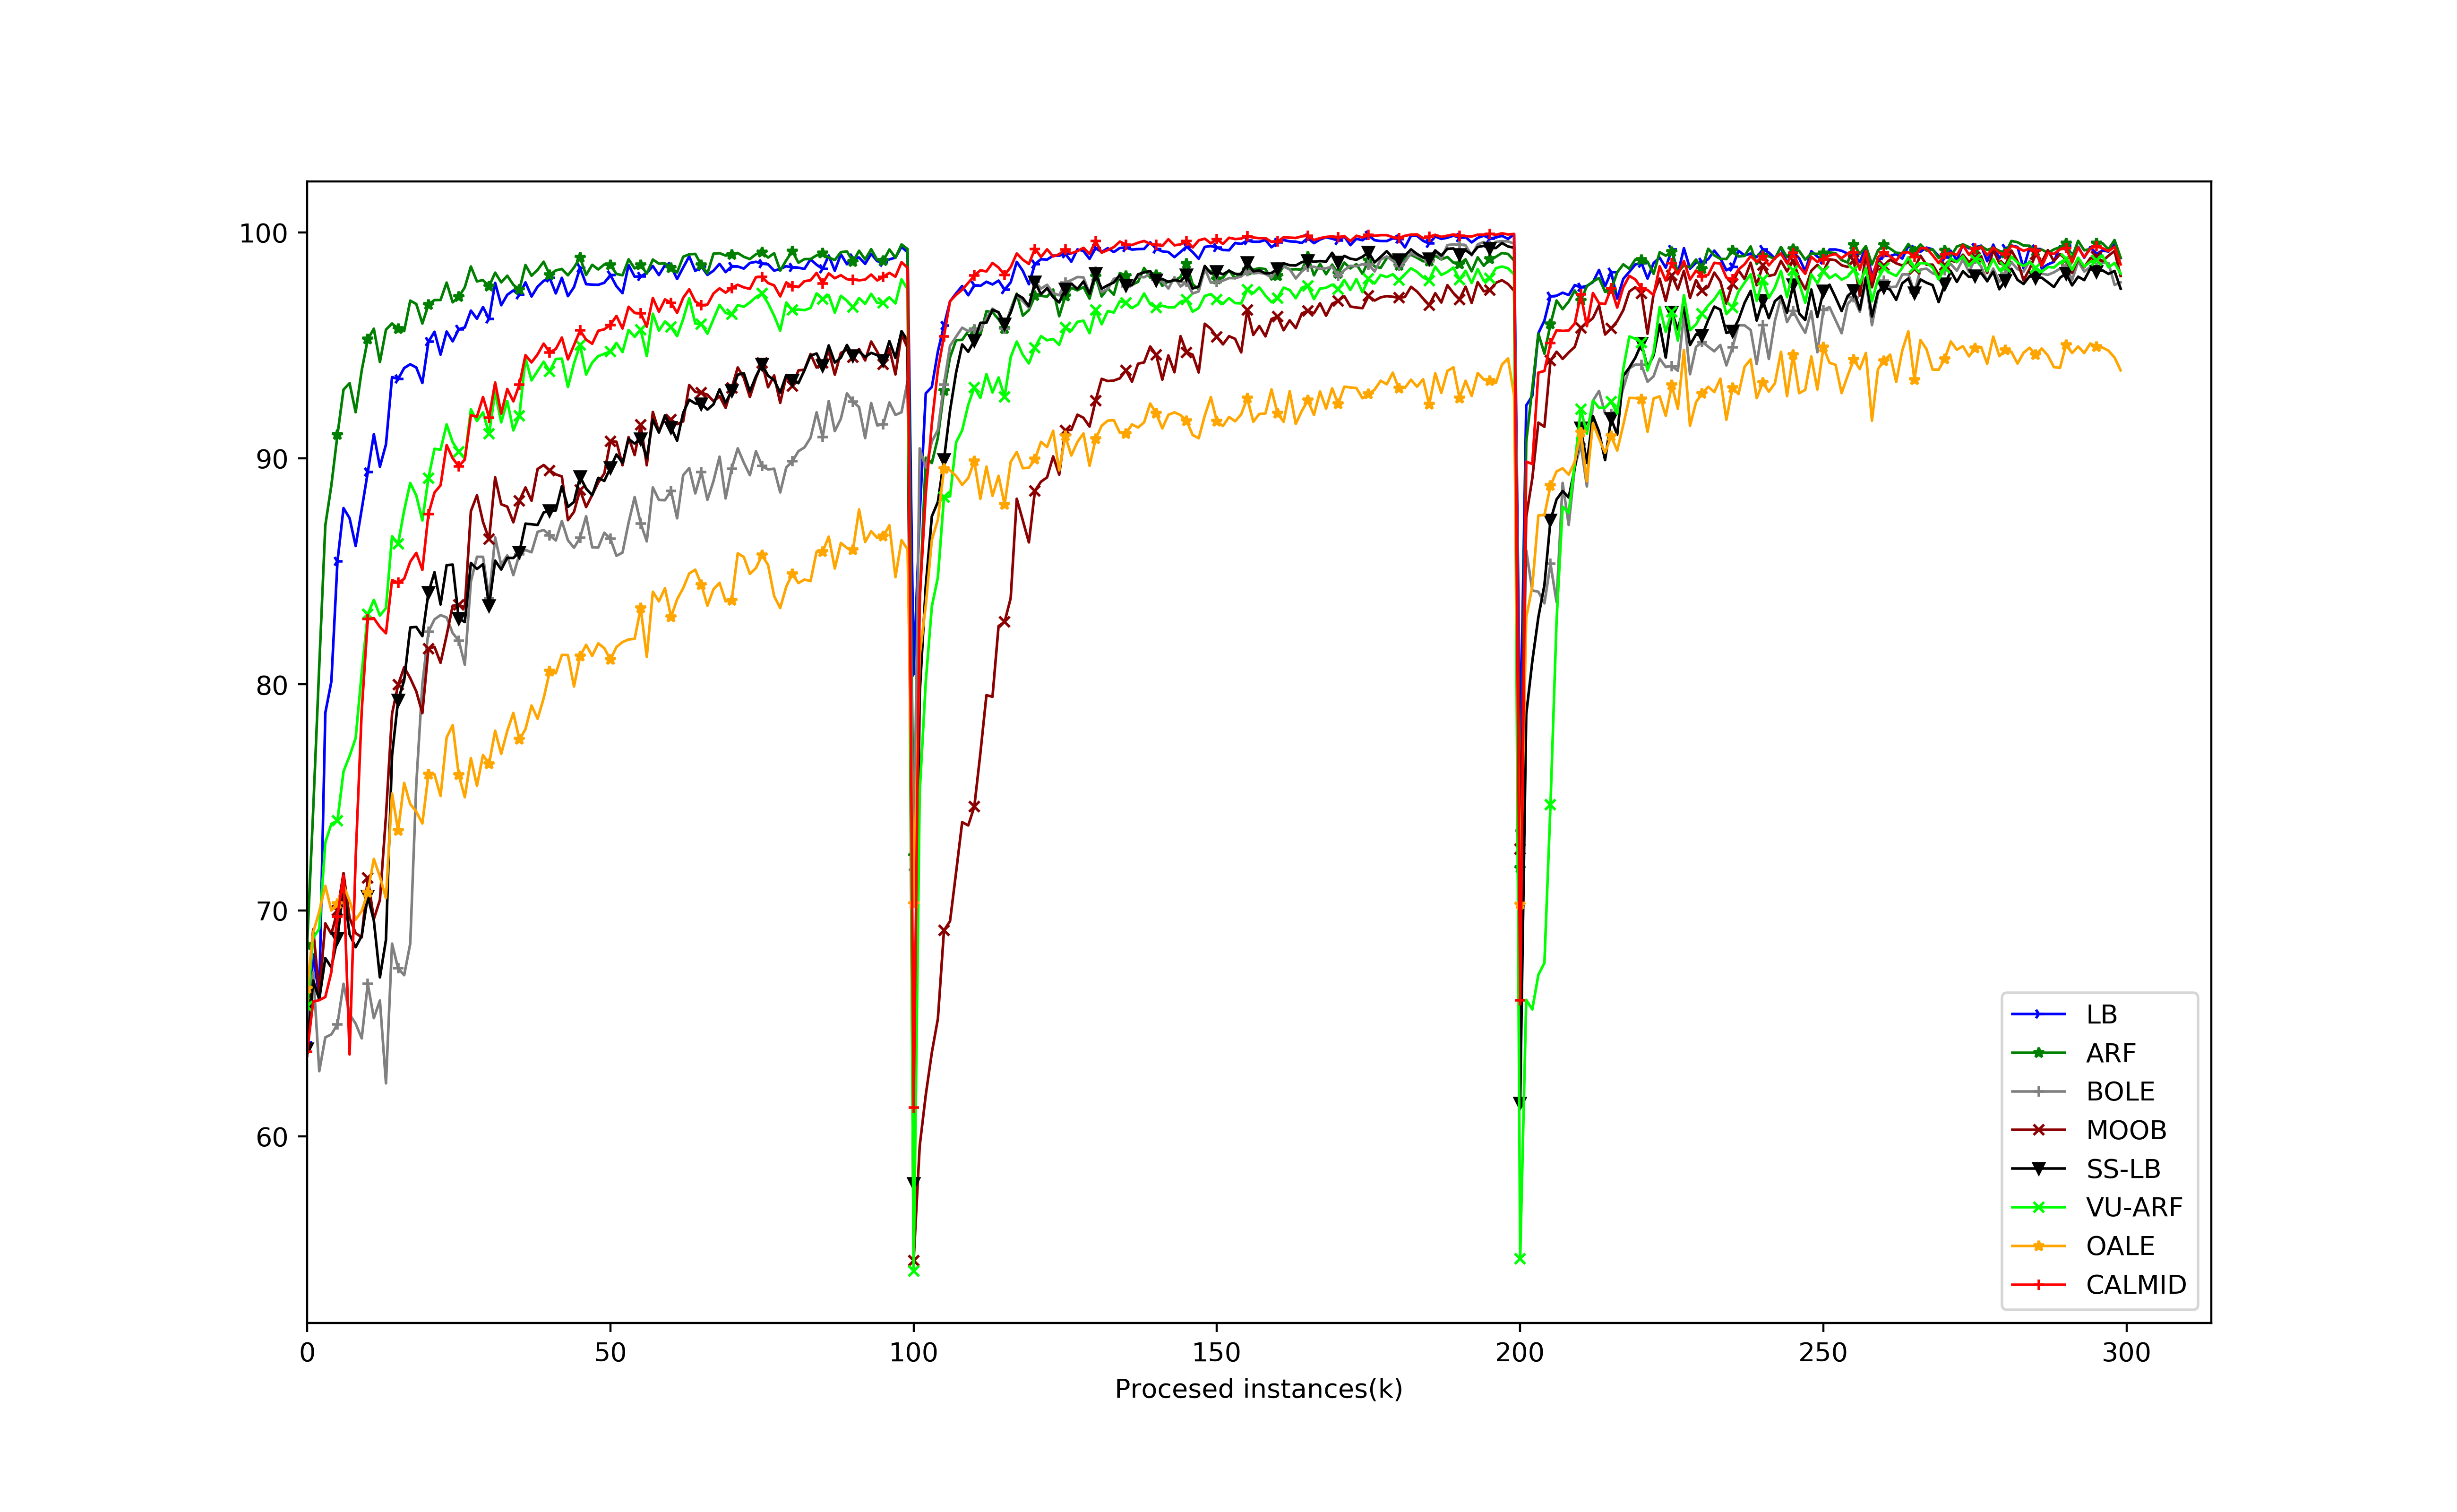 100
90
80
70
60
0 50 100 150 200 250 300
Procesed instances(k)
LB
ARF
BOLE
MOOB
SS-LB
VU-ARF
OALE
CALMID